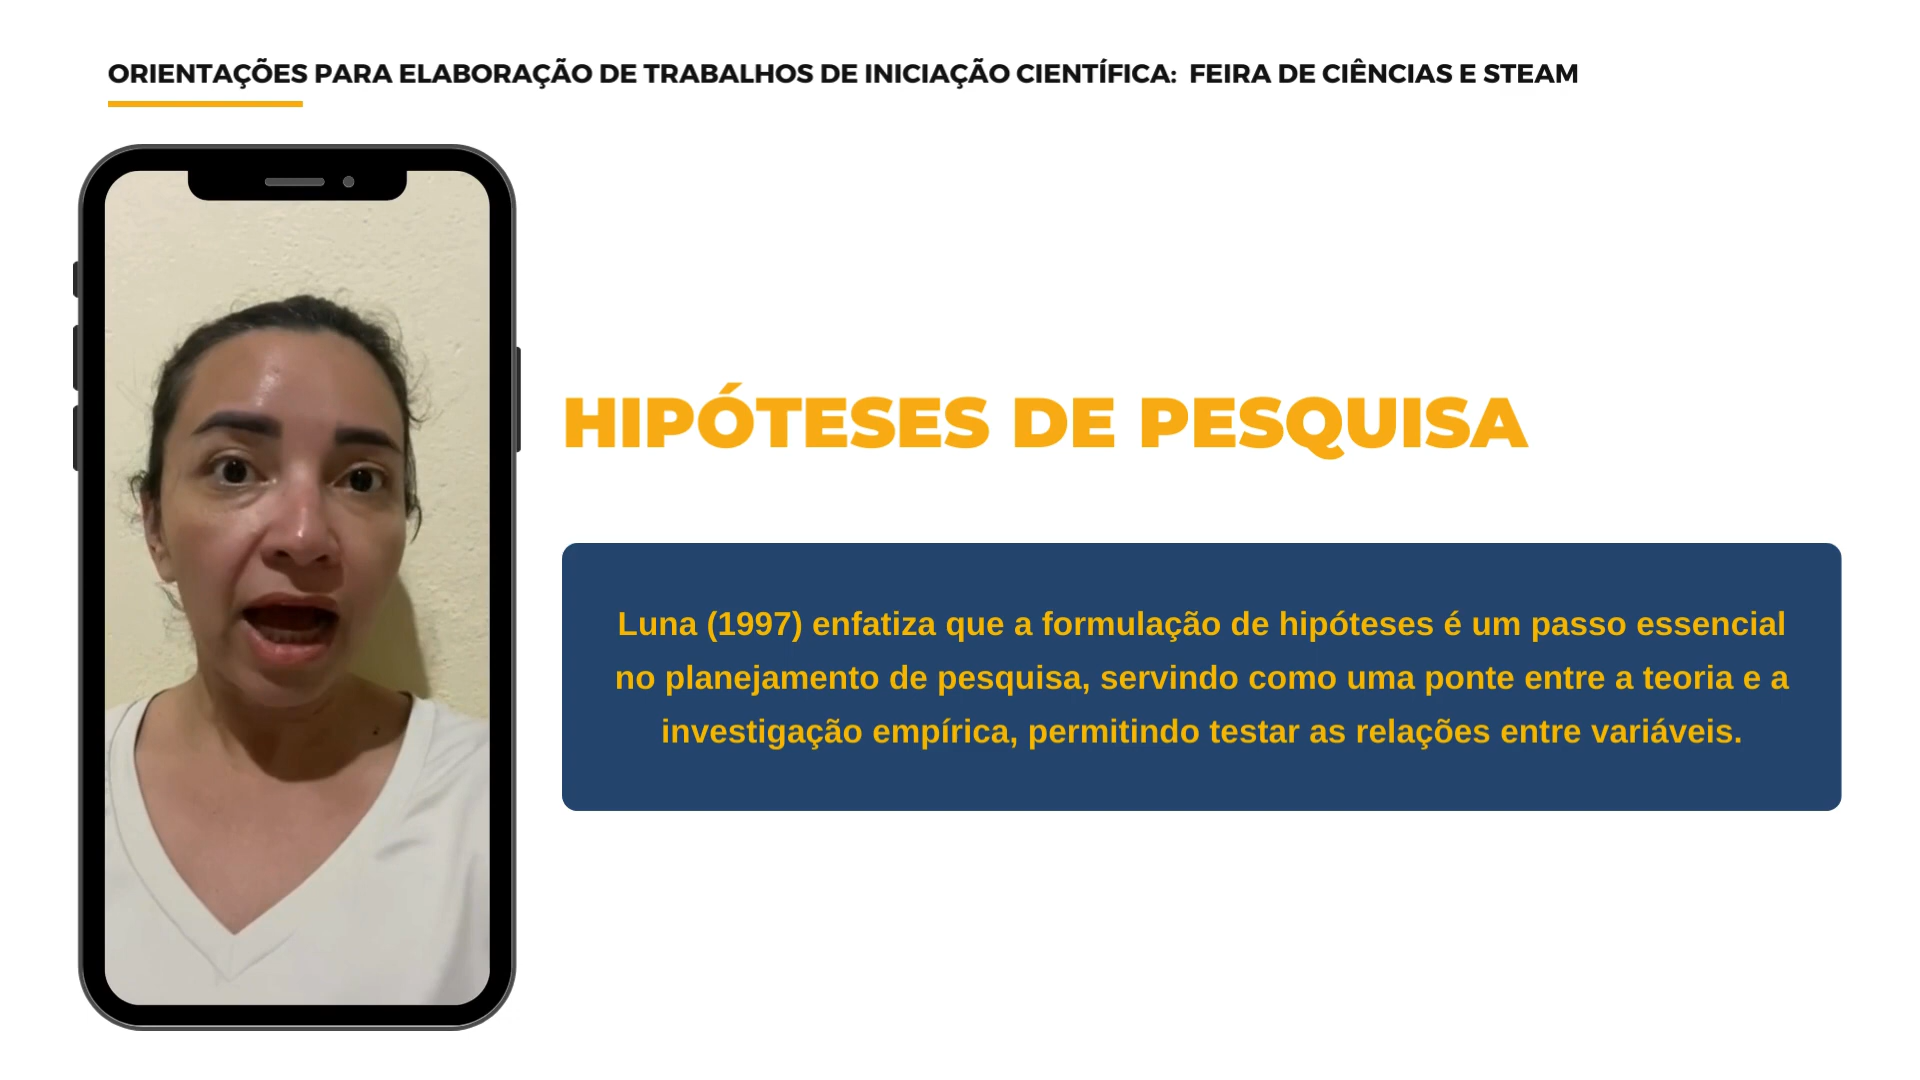 ORIENTAÇÕES PARA ELABORAÇÃO DE TRABALHOS DE INICIAÇÃO CIENTÍFICA: FEIRA DE CIÊNCIAS E STEAM
HIPÓTESES DE PESQUISA
Luna (1997) enfatiza que a formulação de hipóteses é um passo essencial
no planejamento de pesquisa, servindo como uma ponte entre a teoria e a
investigação empírica, permitindo testar as relações entre variáveis.